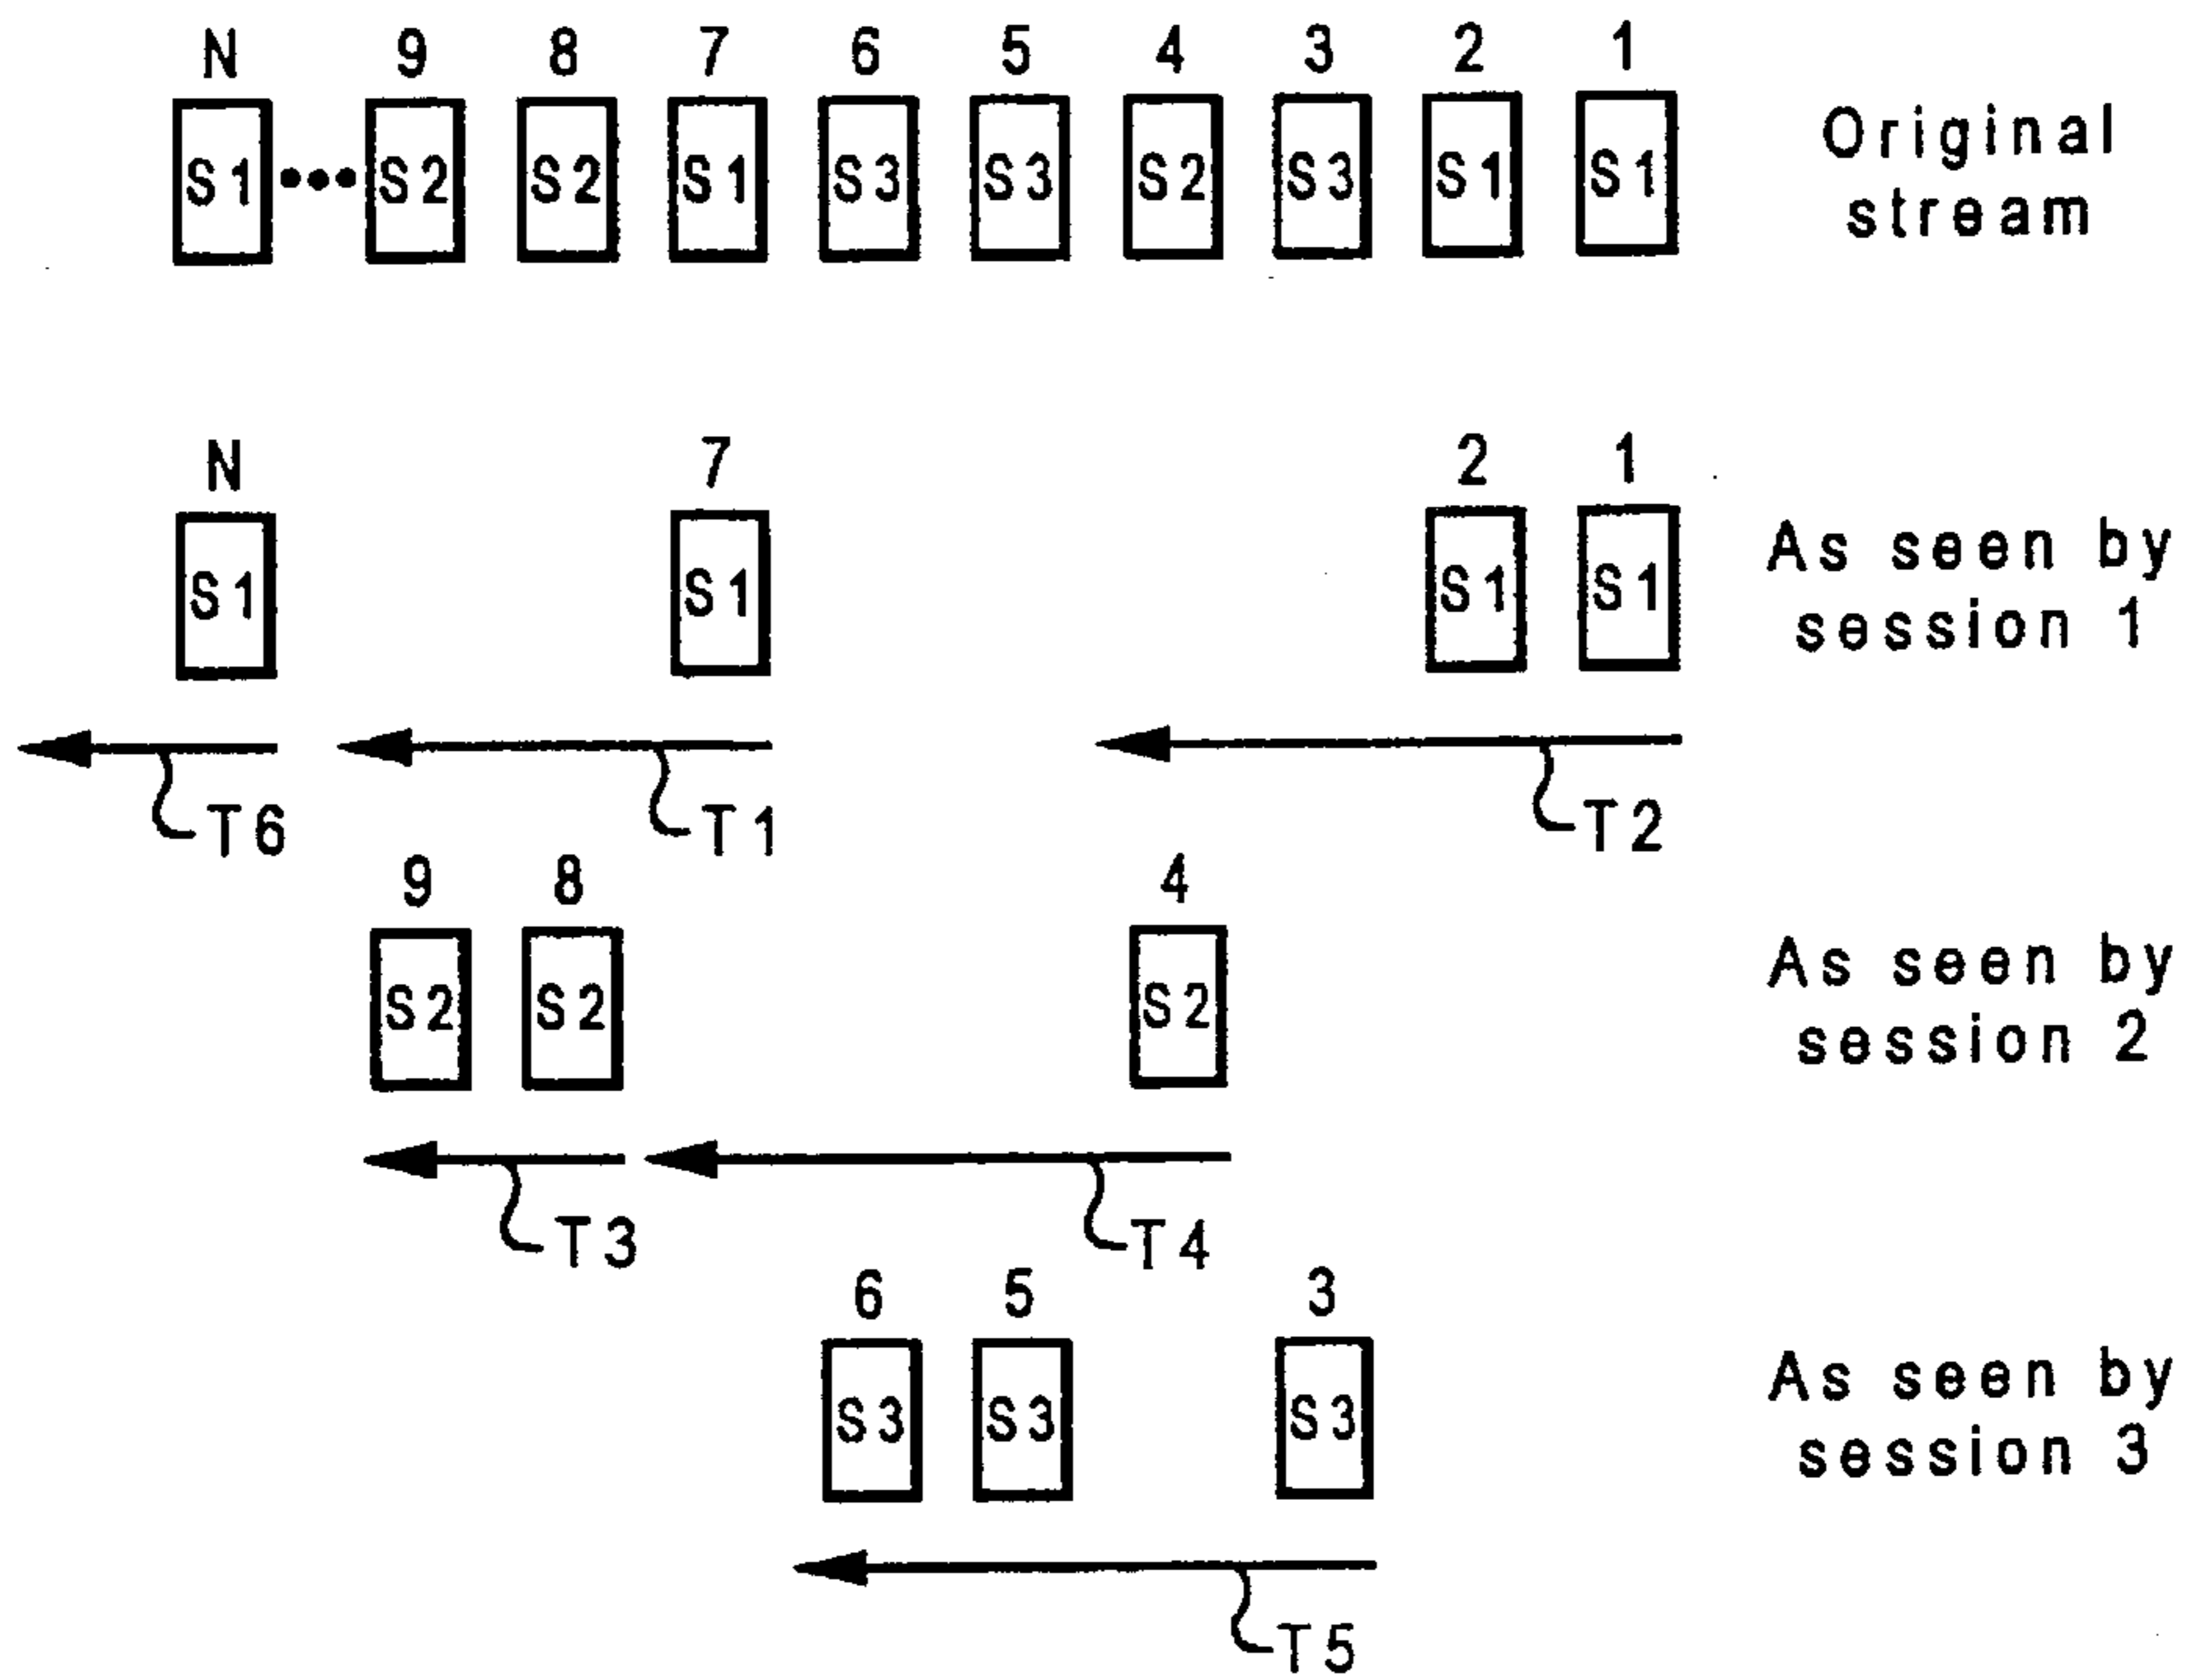 N 9 8 7 6 5 4 3 2 1
S1 S2 S2 S1 S3 S3 S2 S3 S1 S1
Original
stream
N 7 2 1
S1 S1 S1 S1
As seen by
session 1
T6 T1 T2
9 8 4
S2 S2 S2
As seen by
session 2
T3 T4
6 5 3
S3 S3 S3
As seen by
session 3
T5